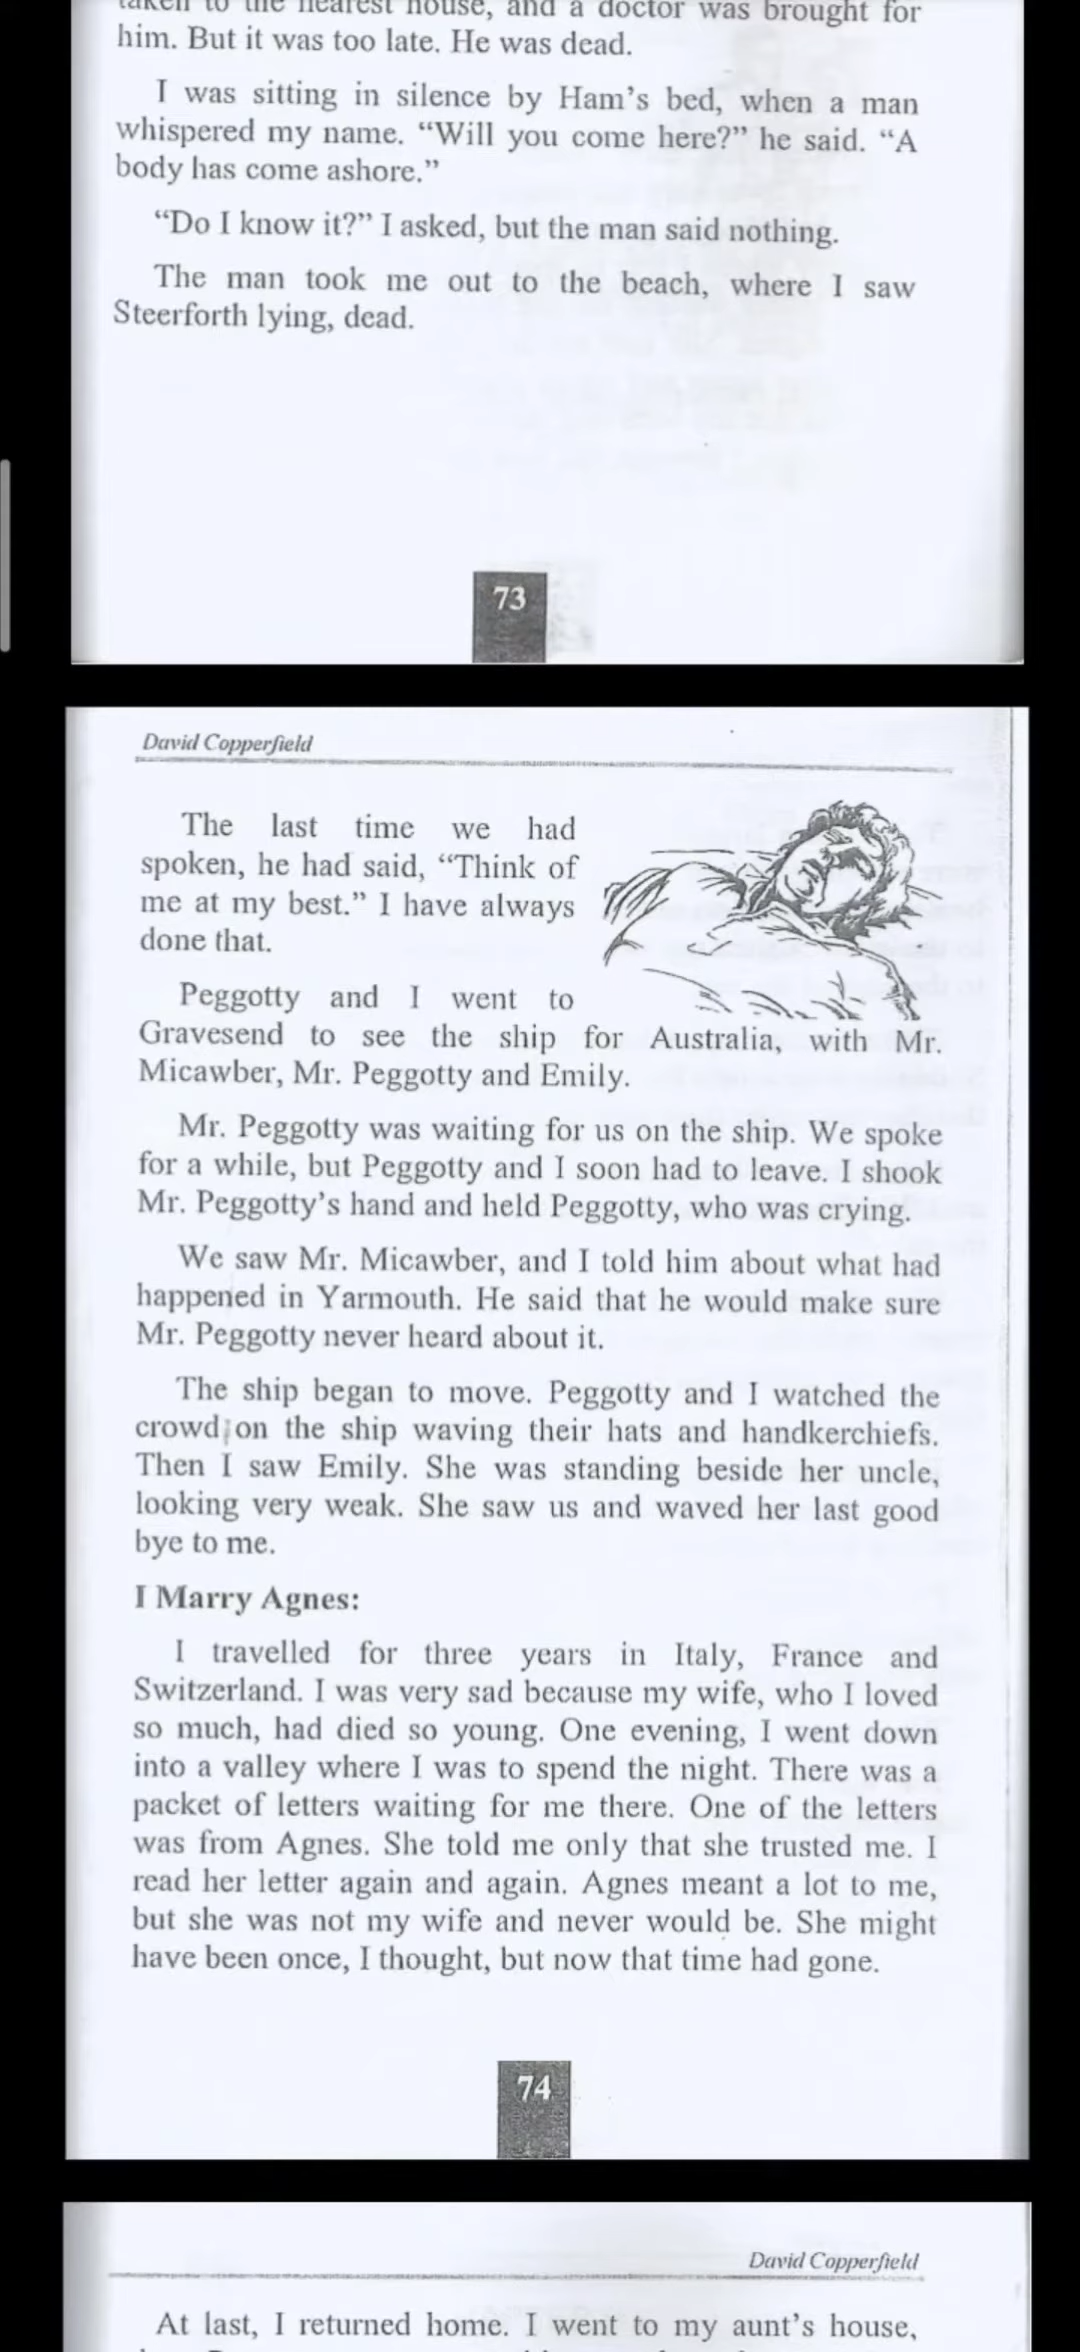 taken to the nearest house, and a doctor was brought for
him. But it was too late. He was dead.
I was sitting in silence by Ham's bed, when a man
whispered my name. “Will you come here?” he said. “A
body has come ashore.”
“Do I know it?” I asked, but the man said nothing.
The man took me out to the beach, where I saw
Steerforth lying, dead.
73
David Copperfield
The last time we had
spoken, he had said, “Think of
me at my best.” I have always
done that.
Peggotty and I went to
Gravesend to see the ship for Australia, with Mr.
Micawber, Mr. Peggotty and Emily.
Mr. Peggotty was waiting for us on the ship. We spoke
for a while, but Peggotty and I soon had to leave. I shook
Mr. Peggotty's hand and held Peggotty, who was crying.
We saw Mr. Micawber, and I told him about what had
happened in Yarmouth. He said that he would make sure
Mr. Peggotty never heard about it.
The ship began to move. Peggotty and I watched the
crowd on the ship waving their hats and handkerchiefs.
Then I saw Emily. She was standing beside her uncle,
looking very weak. She saw us and waved her last good
bye to me.
I Marry Agnes:
I travelled for three years in Italy, France and
Switzerland. I was very sad because my wife, who I loved
so much, had died so young. One evening, I went down
into a valley where I was to spend the night. There was a
packet of letters waiting for me there. One of the letters
was from Agnes. She told me only that she trusted me. I
read her letter again and again. Agnes meant a lot to me,
but she was not my wife and never would be. She might
have been once, I thought, but now that time had gone.
74
David Copperfield
At last, I returned home. I went to my aunt's house,